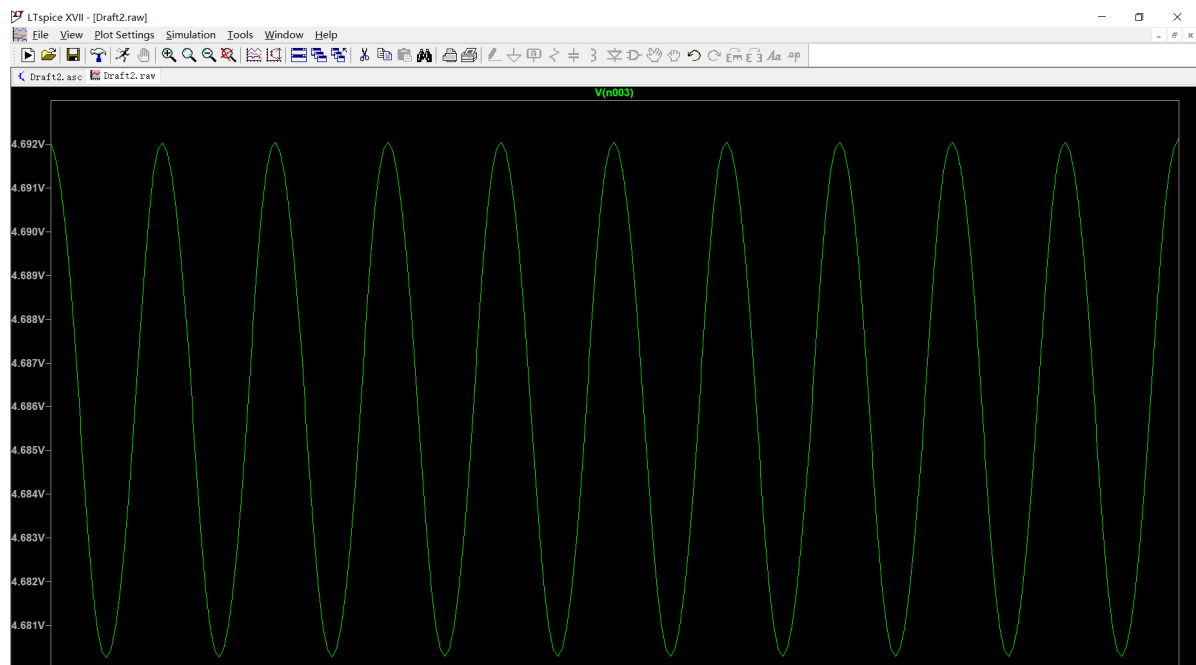 LTspice XVII - [Draft2.raw]
File View Plot Settings Simulation Tools Window Help
Aa .op
Draft2.asc Draft2.raw
V(n003)
4.692V
4.691V
4.690V
4.689V
4.688V
4.687V
4.686V
4.685V
4.684V
4.683V
4.682V
4.681V